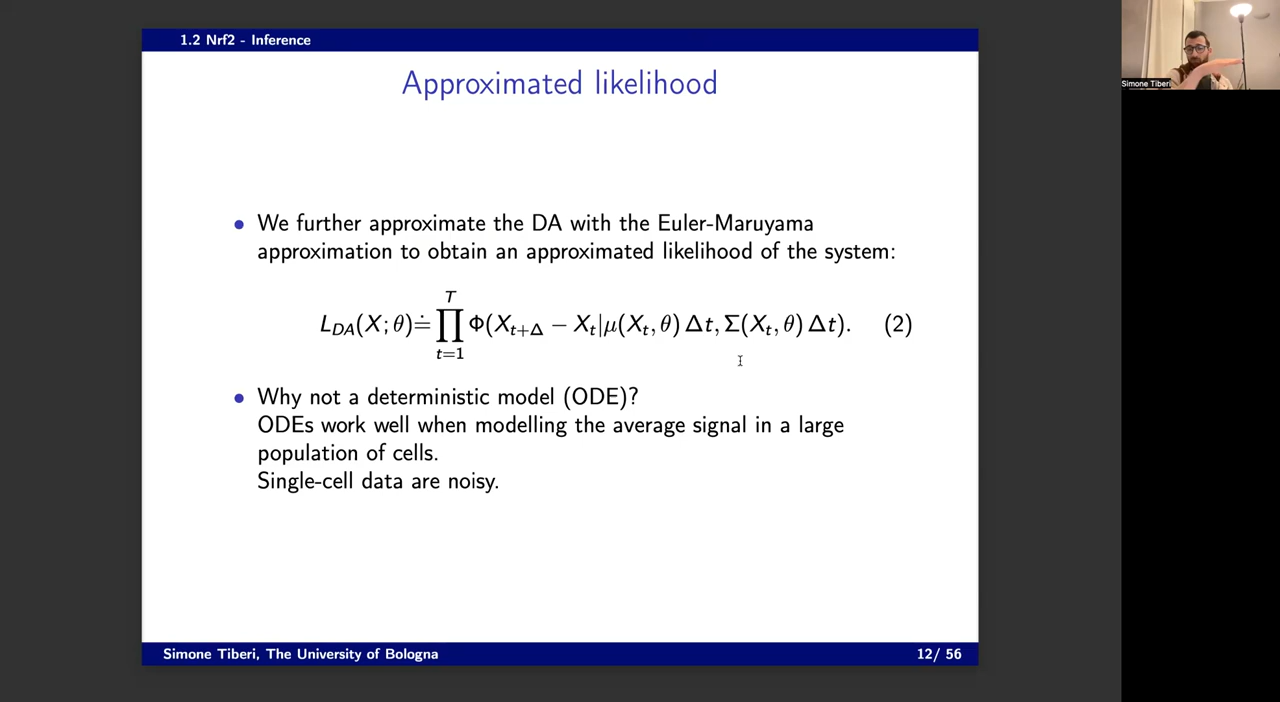 1.2 Nrf2 - Inference
Simone Tiberi
Approximated likelihood
• We further approximate the DA with the Euler-Maruyama
approximation to obtain an approximated likelihood of the system:
L_{DA}(X; θ) ≐ ∏_{t=1}^{T} Φ(X_{t+Δ} − X_t|μ(X_t, θ) Δt, Σ(X_t, θ) Δt). (2)
• Why not a deterministic model (ODE)?
ODEs work well when modelling the average signal in a large
population of cells.
Single-cell data are noisy.
Simone Tiberi, The University of Bologna 12/ 56